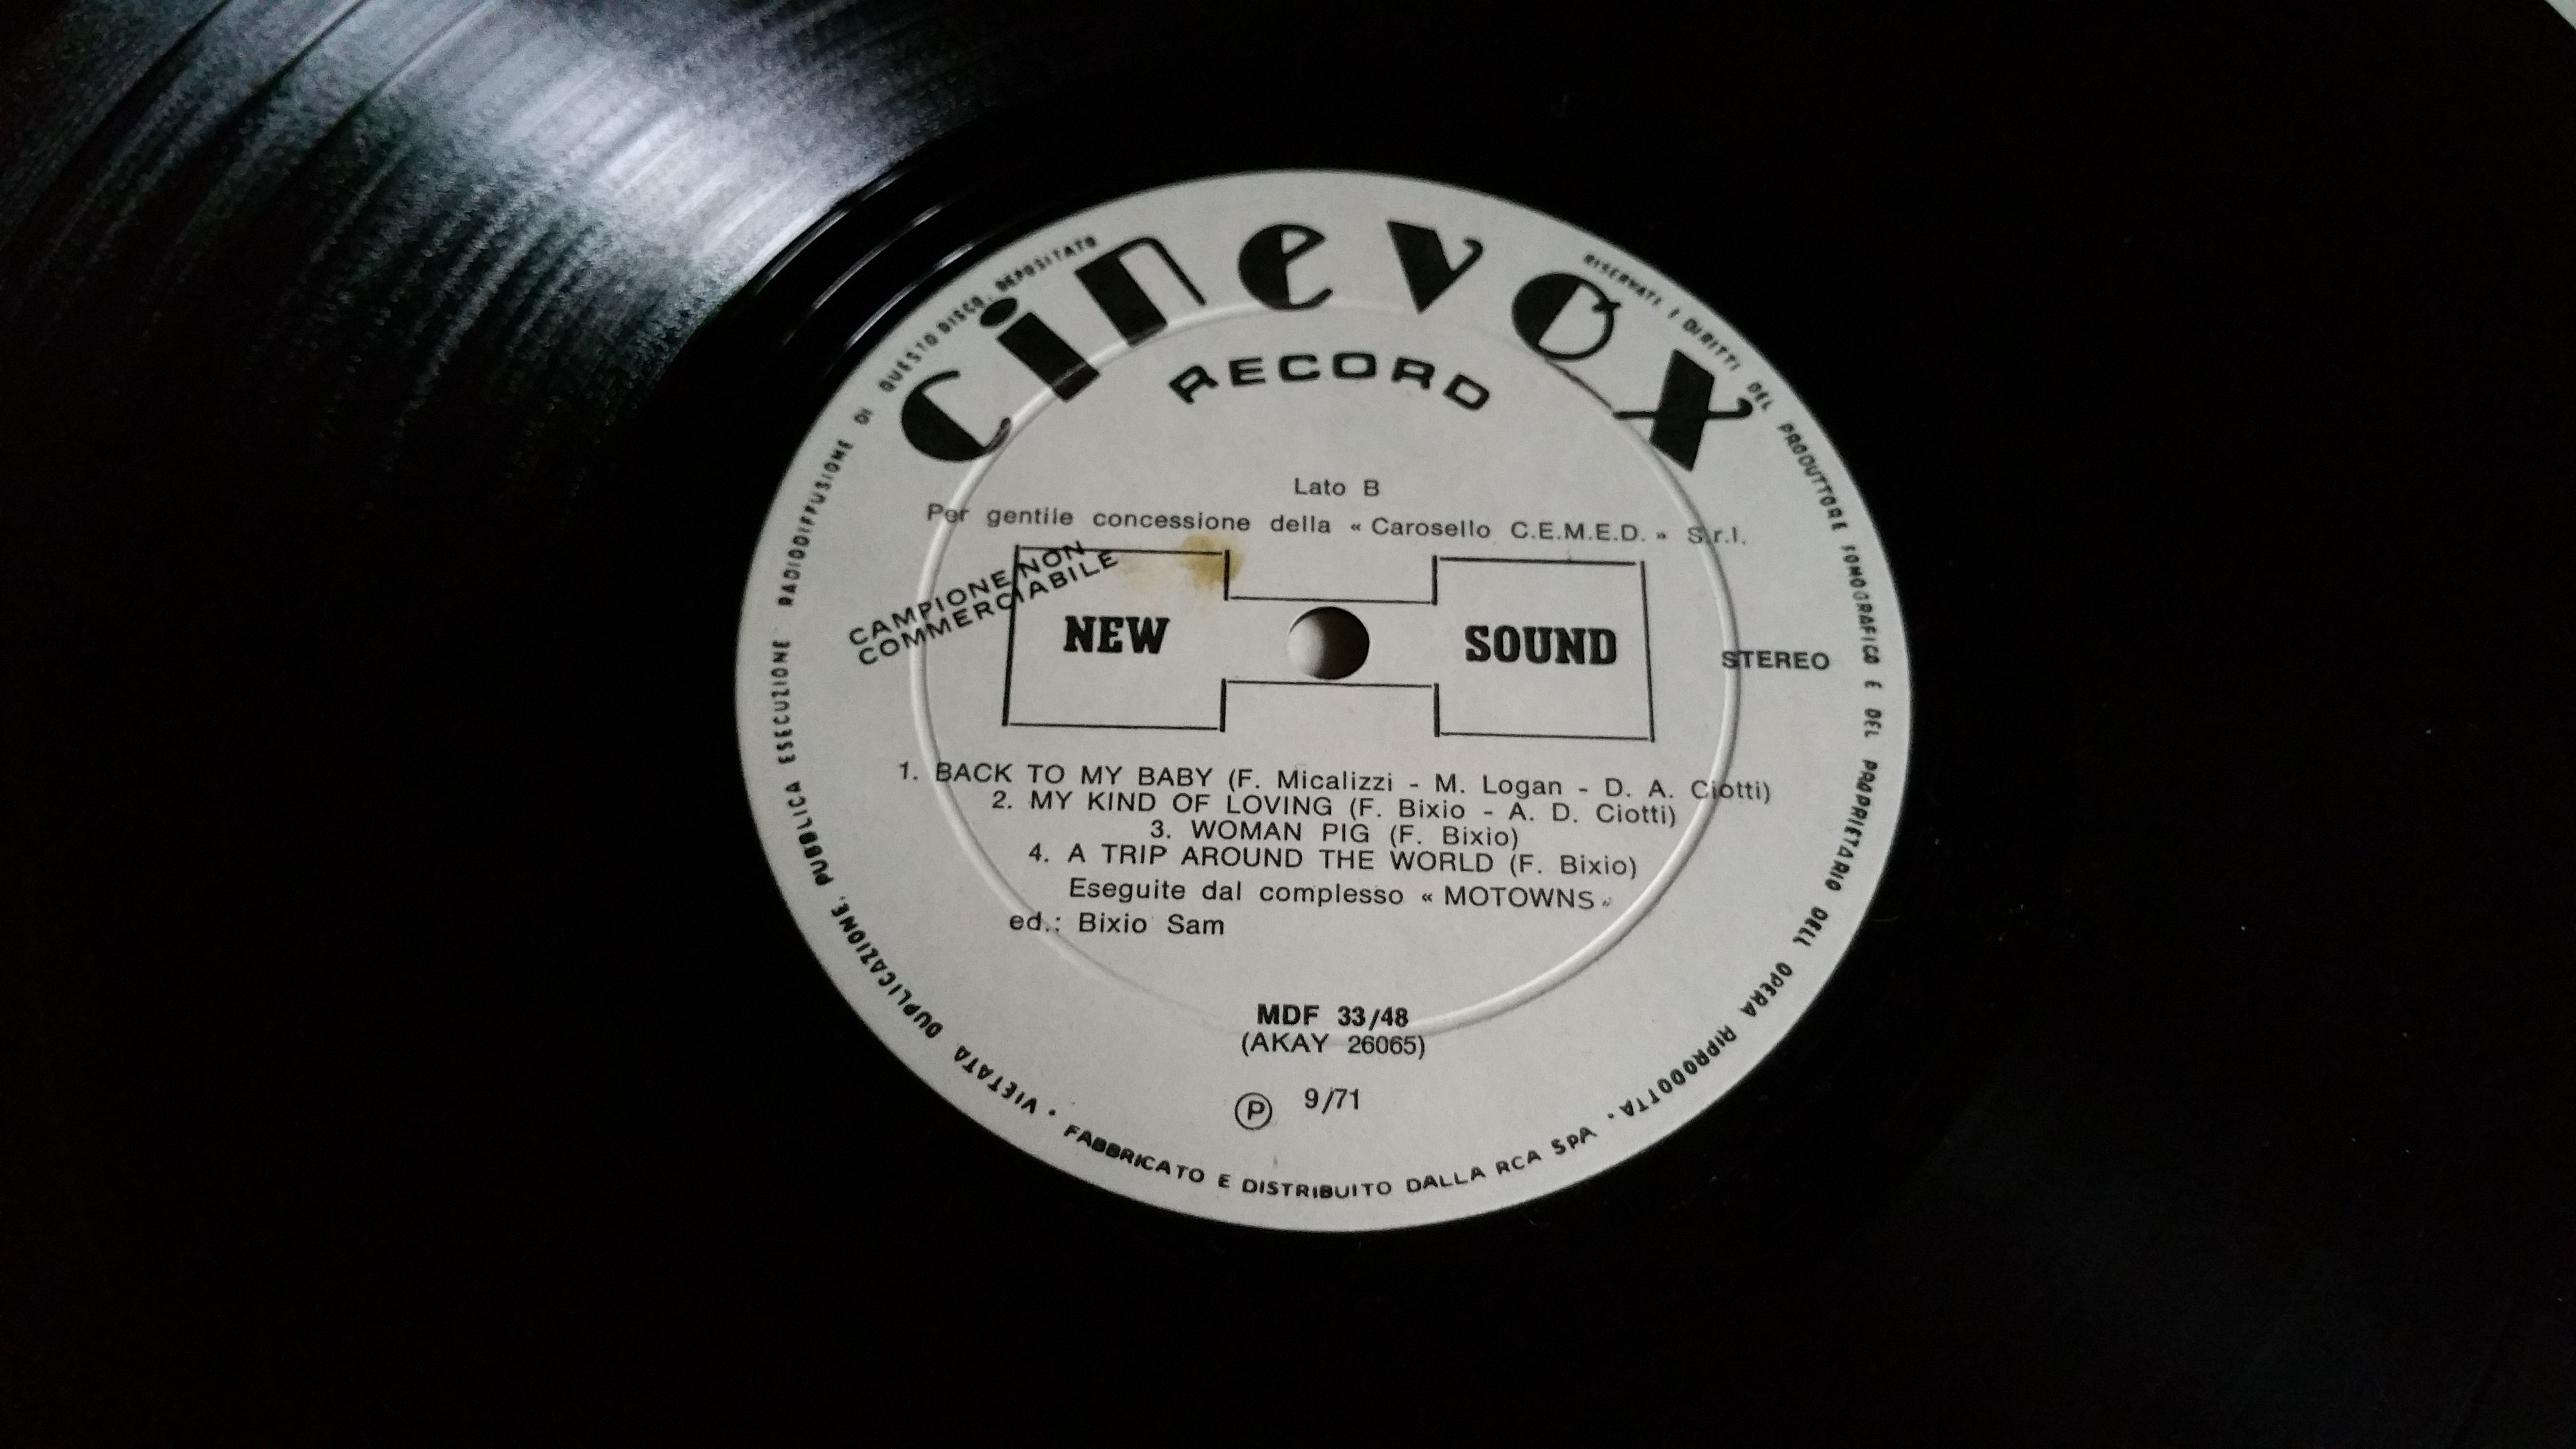 cinevox
RECORD
Lato B
Per gentile concessione della « Carosello C.E.M.E.D. » S.r.l.
CAMPIONE NON
COMMERCIABILE
NEW SOUND
STEREO
1. BACK TO MY BABY (F. Micalizzi - M. Logan - D. A. Ciotti)
2. MY KIND OF LOVING (F. Bixio - A. D. Ciotti)
3. WOMAN PIG (F. Bixio)
4. A TRIP AROUND THE WORLD (F. Bixio)
Eseguite dal complesso « MOTOWNS »
ed.: Bixio Sam
MDF 33/48
(AKAY 26065)
Ⓟ 9/71
RISERVATI I DIRITTI DEL PRODUTTORE FONOGRAFICO E DEL PROPRIETARIO DELL OPERA RIPRODOTTA · FABBRICATO E DISTRIBUITO DALLA RCA SPA · VIETATA DUPLICAZIONE, PUBBLICA ESECUZIONE RADIODIFFUSIONE DI QUESTO DISCO. DEPOSITATO